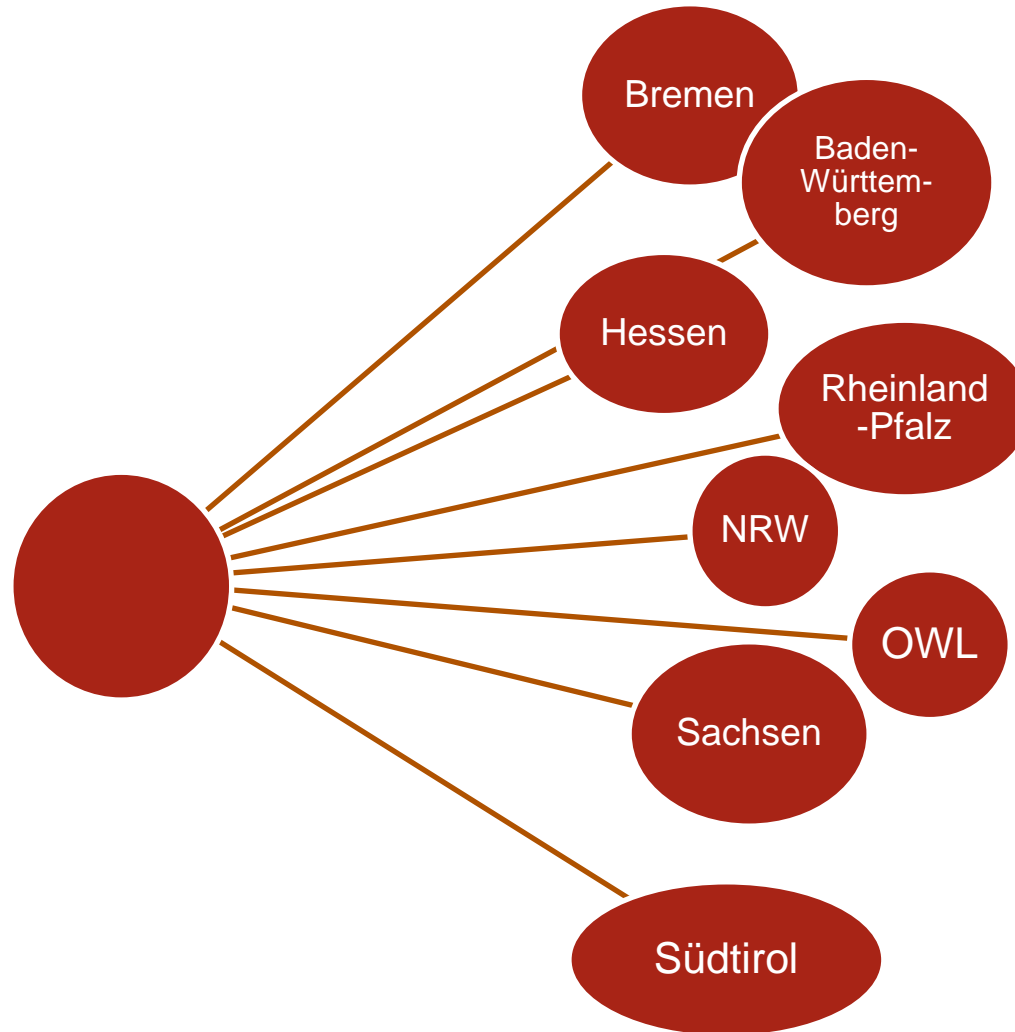 Bremen
Baden-
Württem-
berg
Hessen
Rheinland
-Pfalz
NRW
OWL
Sachsen
Südtirol